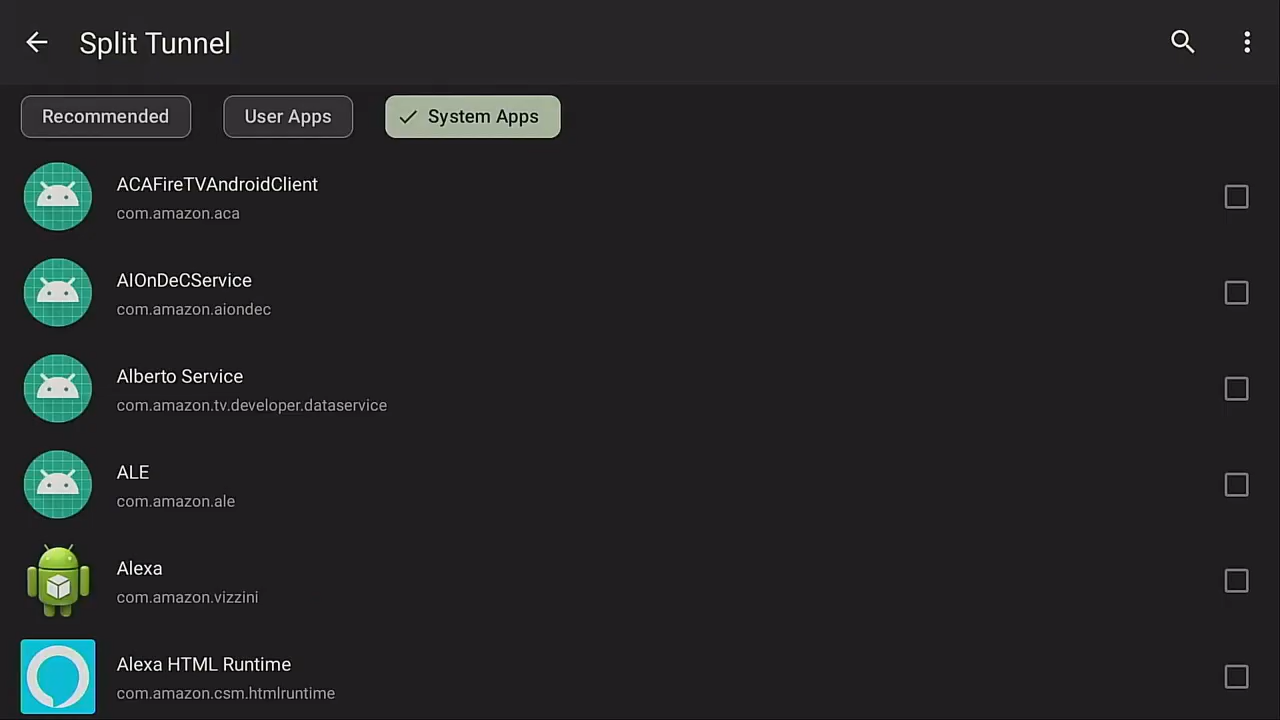 Split Tunnel
Recommended
User Apps
System Apps
ACAFireTVAndroidClient
com.amazon.aca
AIOnDeCService
com.amazon.aiondec
Alberto Service
com.amazon.tv.developer.dataservice
ALE
com.amazon.ale
Alexa
com.amazon.vizzini
Alexa HTML Runtime
com.amazon.csm.htmlruntime